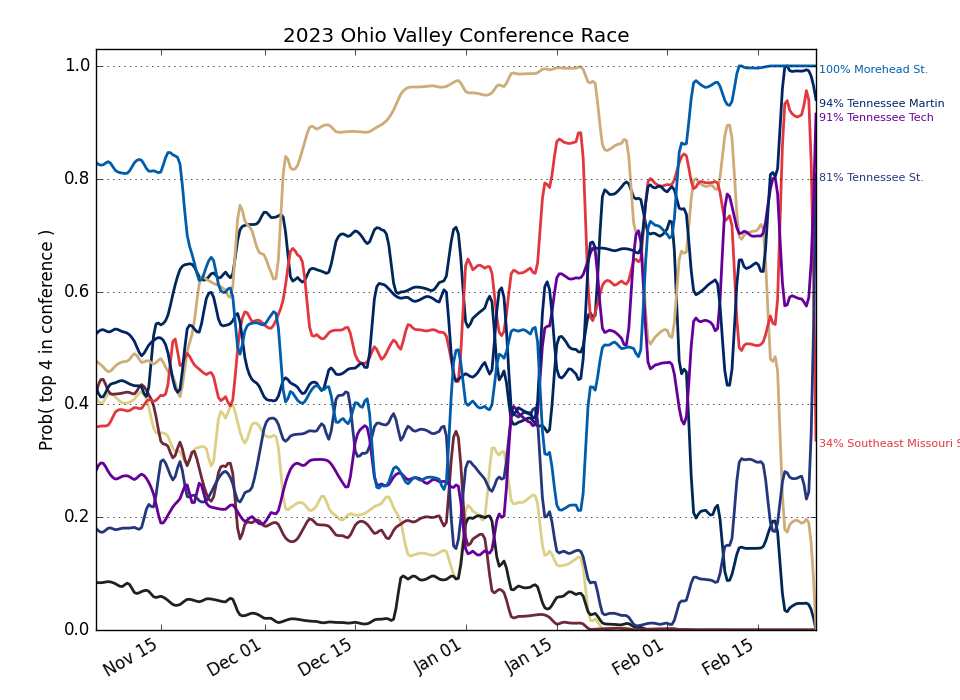 2023 Ohio Valley Conference Race
Prob( top 4 in conference )
1.0
0.8
0.6
0.4
0.2
0.0
Nov 15
Dec 01
Dec 15
Jan 01
Jan 15
Feb 01
Feb 15
100% Morehead St.
94% Tennessee Martin
91% Tennessee Tech
81% Tennessee St.
34% Southeast Missouri S